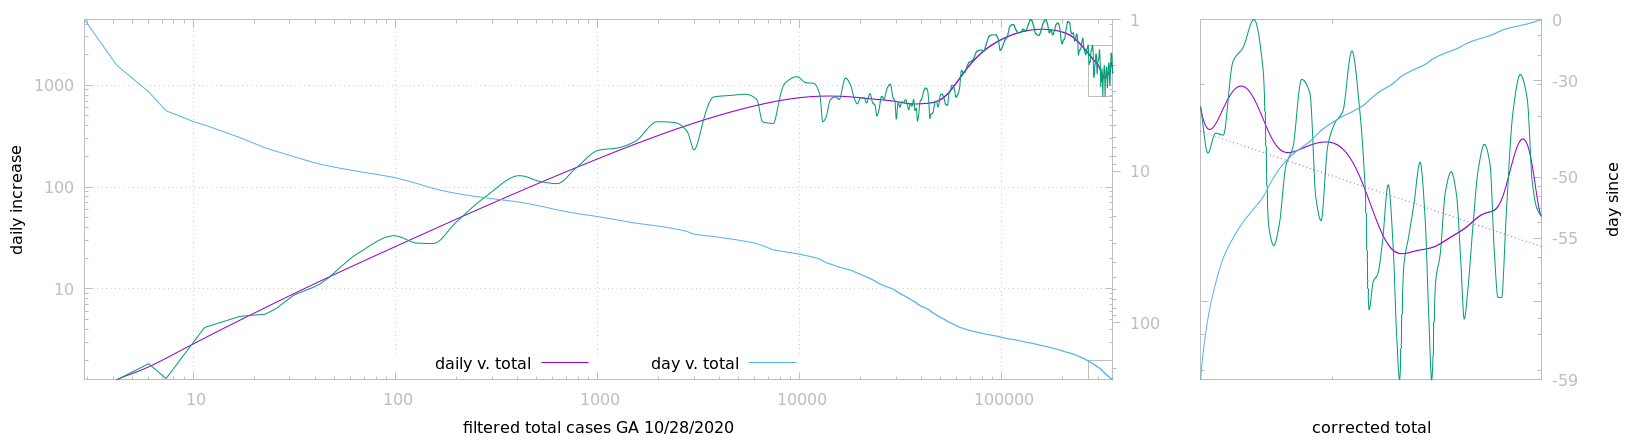 daily increase
1000
100
10
10
100
1000
10000
100000
filtered total cases GA 10/28/2020
daily v. total
day v. total
1
10
100
0
-30
-50
-55
-59
day since
corrected total